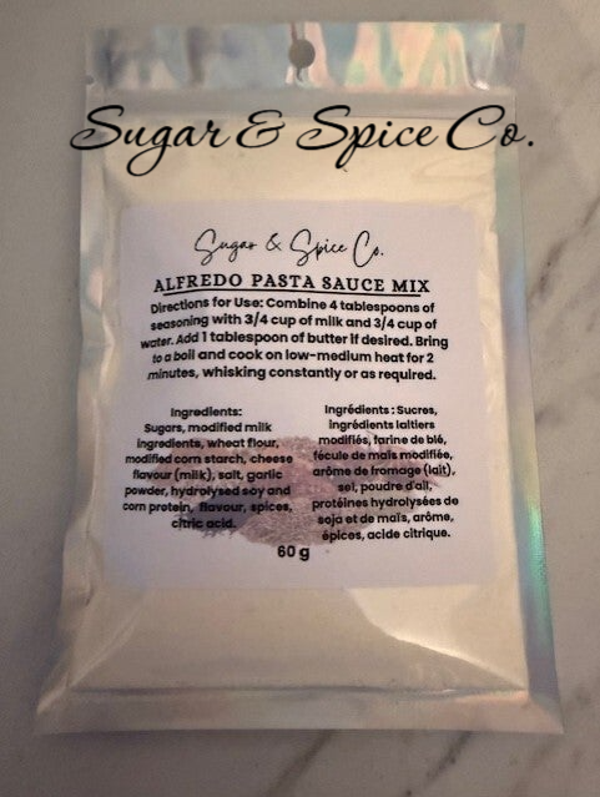 Sugar & Spice Co.
Sugar & Spice Co.
ALFREDO PASTA SAUCE MIX
Directions for Use: Combine 4 tablespoons of
seasoning with 3/4 cup of milk and 3/4 cup of
water. Add 1 tablespoon of butter if desired. Bring
to a boil and cook on low-medium heat for 2
minutes, whisking constantly or as required.
Ingredients:
Sugars, modified milk
ingredients, wheat flour,
modified corn starch, cheese
flavour (milk), salt, garlic
powder, hydrolysed soy and
corn protein, flavour, spices,
citric acid.
Ingrédients : Sucres,
ingrédients laitiers
modifiés, farine de blé,
fécule de maïs modifiée,
arôme de fromage (lait),
sel, poudre d'ail,
protéines hydrolysées de
soja et de maïs, arôme,
épices, acide citrique.
60 g